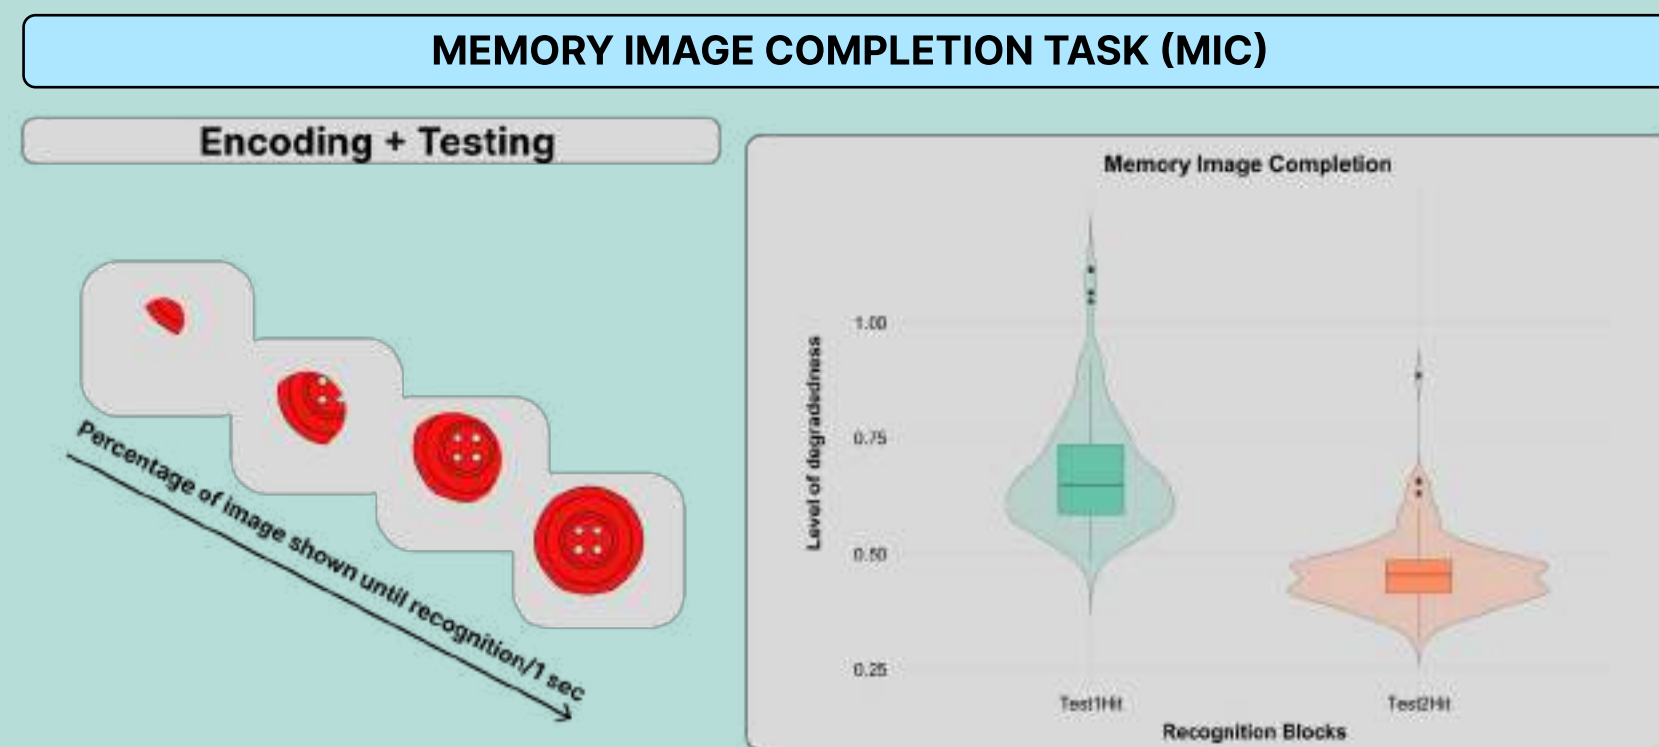 MEMORY IMAGE COMPLETION TASK (MIC)
Encoding + Testing
Percentage of image shown until recognition/1 sec
Memory Image Completion
Level of degradedness
1.00
0.75
0.50
0.25
Test1Hit
Test2Hit
Recognition Blocks